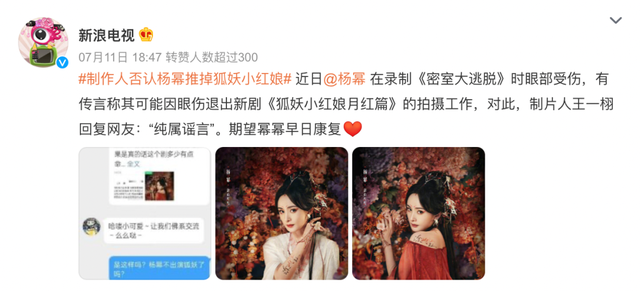 新浪电视
07月11日 18:47 转赞人数超过300
#制作人否认杨幂推掉狐妖小红娘# 近日@杨幂 在录制《密室大逃脱》时眼部受伤，有
传言称其可能因眼伤退出新剧《狐妖小红娘月红篇》的拍摄工作，对此，制片人王一栩
回复网友：“纯属谣言”。期望幂幂早日康复❤️
果是真的话这个剧多少有点
全文
哈喽小可爱~让我们佛系交流
~么么哒~
是这样吗？杨幂不出演狐妖了
吗？
杨幂
杨幂